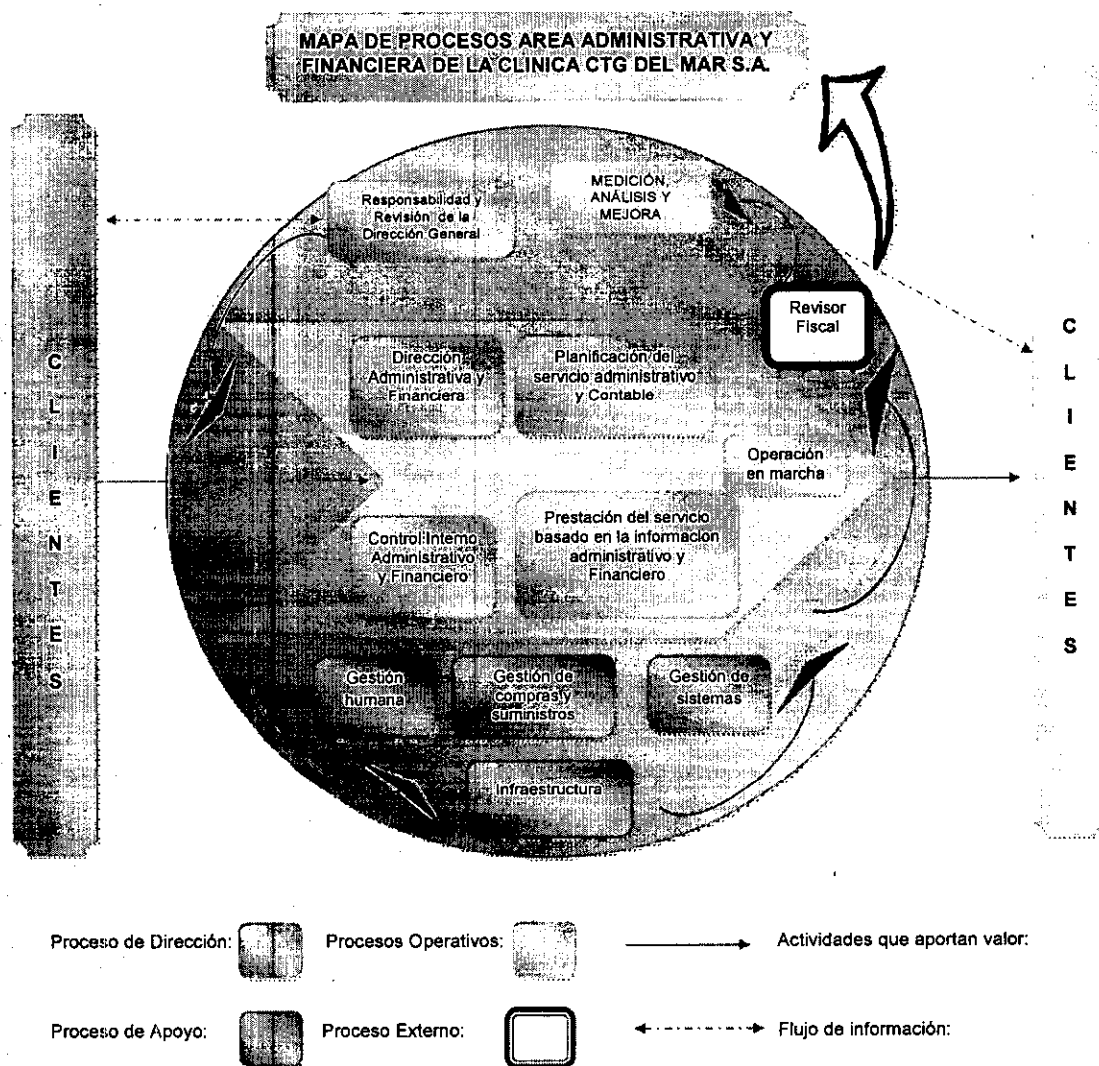 MAPA DE PROCESOS AREA ADMINISTRATIVA Y
FINANCIERA DE LA CLINICA CTG DEL MAR S.A.
CLIENTES
Responsabilidad y
Revisión de la
Dirección General
MEDICIÓN,
ANÁLISIS Y
MEJORA
Revisor
Fiscal
Dirección
Administrativa y
Financiera
Planificación del
servicio administrativo
y Contable
Operación
en marcha
Control Interno
Administrativo
y Financiero
Prestación del servicio
basado en la información
administrativo y
Financiero
Gestión
humana
Gestión de
compras y
suministros
Gestión de
sistemas
Infraestructura
CLIENTES
Proceso de Dirección:
Procesos Operativos:
Actividades que aportan valor:
Proceso de Apoyo:
Proceso Externo:
Flujo de información: